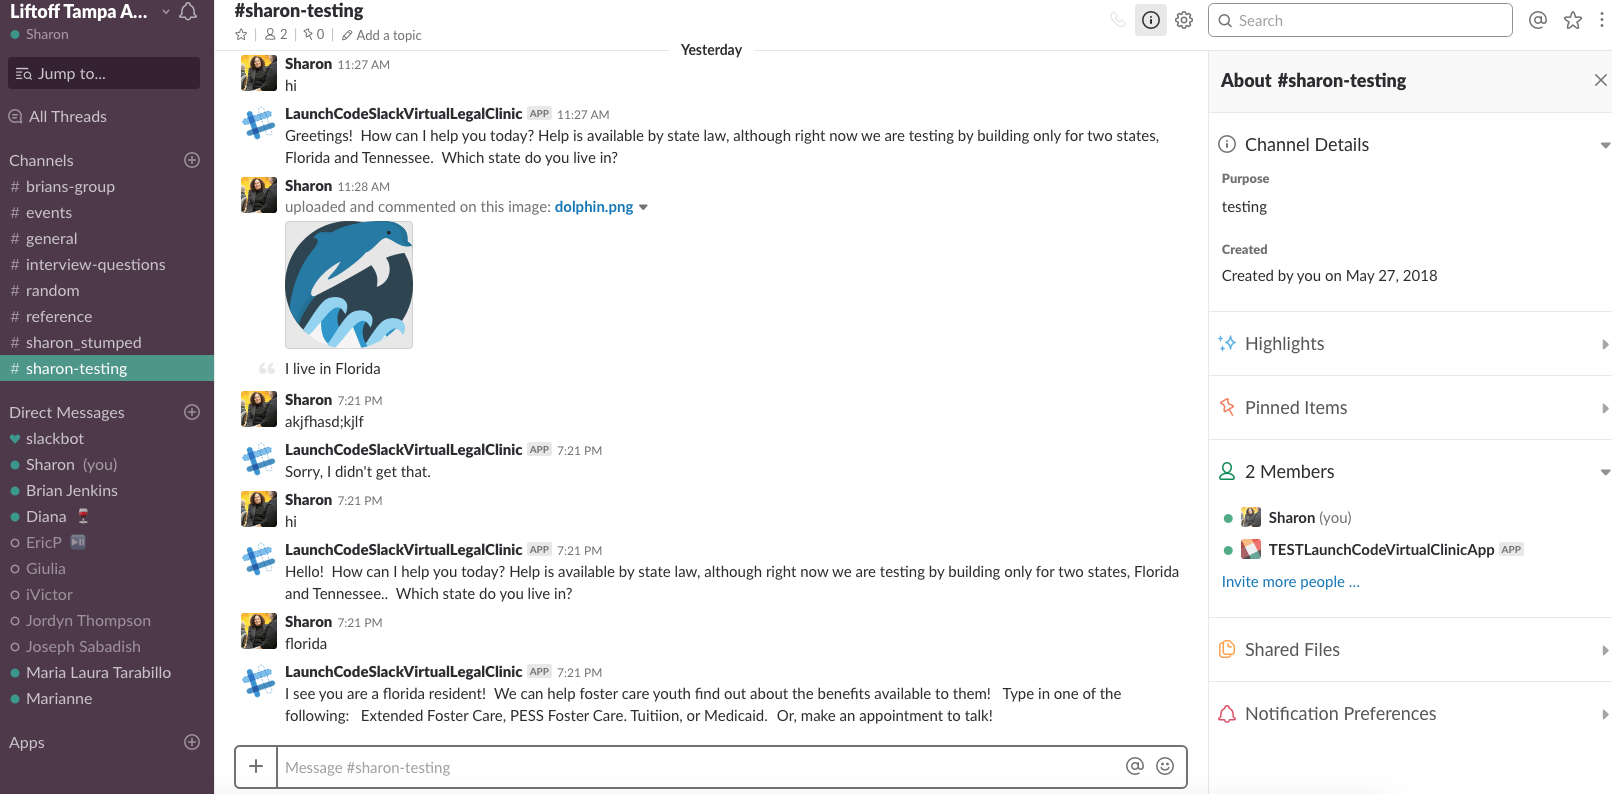 Liftoff Tampa A...
Sharon
Jump to...
All Threads
Channels
# brians-group
# events
# general
# interview-questions
# random
# reference
# sharon_stumped
# sharon-testing
Direct Messages
slackbot
Sharon (you)
Brian Jenkins
Diana
EricP
Giulia
iVictor
Jordyn Thompson
Joseph Sabadish
Maria Laura Tarabillo
Marianne
Apps
#sharon-testing
2
0
Add a topic
Search
Yesterday
Sharon 11:27 AM
hi
LaunchCodeSlackVirtualLegalClinic APP 11:27 AM
Greetings!  How can I help you today? Help is available by state law, although right now we are testing by building only for two states,
Florida and Tennessee.  Which state do you live in?
Sharon 11:28 AM
uploaded and commented on this image: dolphin.png
I live in Florida
Sharon 7:21 PM
akjfhasd;kjlf
LaunchCodeSlackVirtualLegalClinic APP 7:21 PM
Sorry, I didn't get that.
Sharon 7:21 PM
hi
LaunchCodeSlackVirtualLegalClinic APP 7:21 PM
Hello!  How can I help you today? Help is available by state law, although right now we are testing by building only for two states, Florida
and Tennessee..  Which state do you live in?
Sharon 7:21 PM
florida
LaunchCodeSlackVirtualLegalClinic APP 7:21 PM
I see you are a florida resident!  We can help foster care youth find out about the benefits available to them!   Type in one of the
following:   Extended Foster Care, PESS Foster Care. Tuitiion, or Medicaid.  Or, make an appointment to talk!
Message #sharon-testing
About #sharon-testing
Channel Details
Purpose
testing
Created
Created by you on May 27, 2018
Highlights
Pinned Items
2 Members
Sharon (you)
TESTLaunchCodeVirtualClinicApp APP
Invite more people ...
Shared Files
Notification Preferences